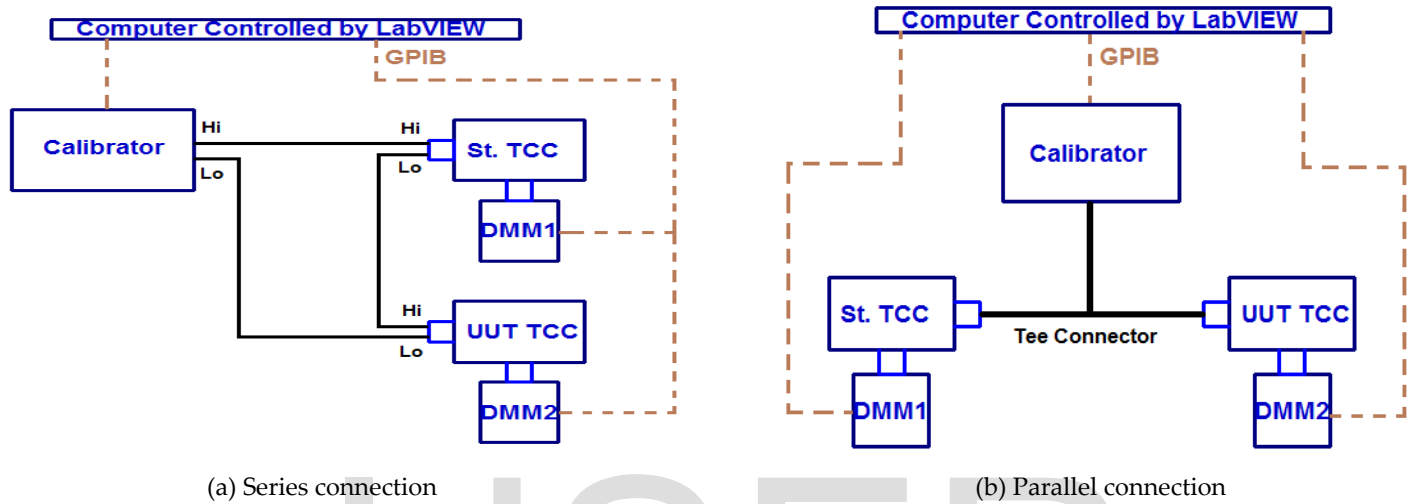 Computer Controlled by LabVIEW
GPIB
Calibrator
Hi
Lo
Hi
Lo
St. TCC
DMM1
Hi
Lo
UUT TCC
DMM2
(a) Series connection
Computer Controlled by LabVIEW
GPIB
Calibrator
St. TCC
UUT TCC
Tee Connector
DMM1
DMM2
(b) Parallel connection